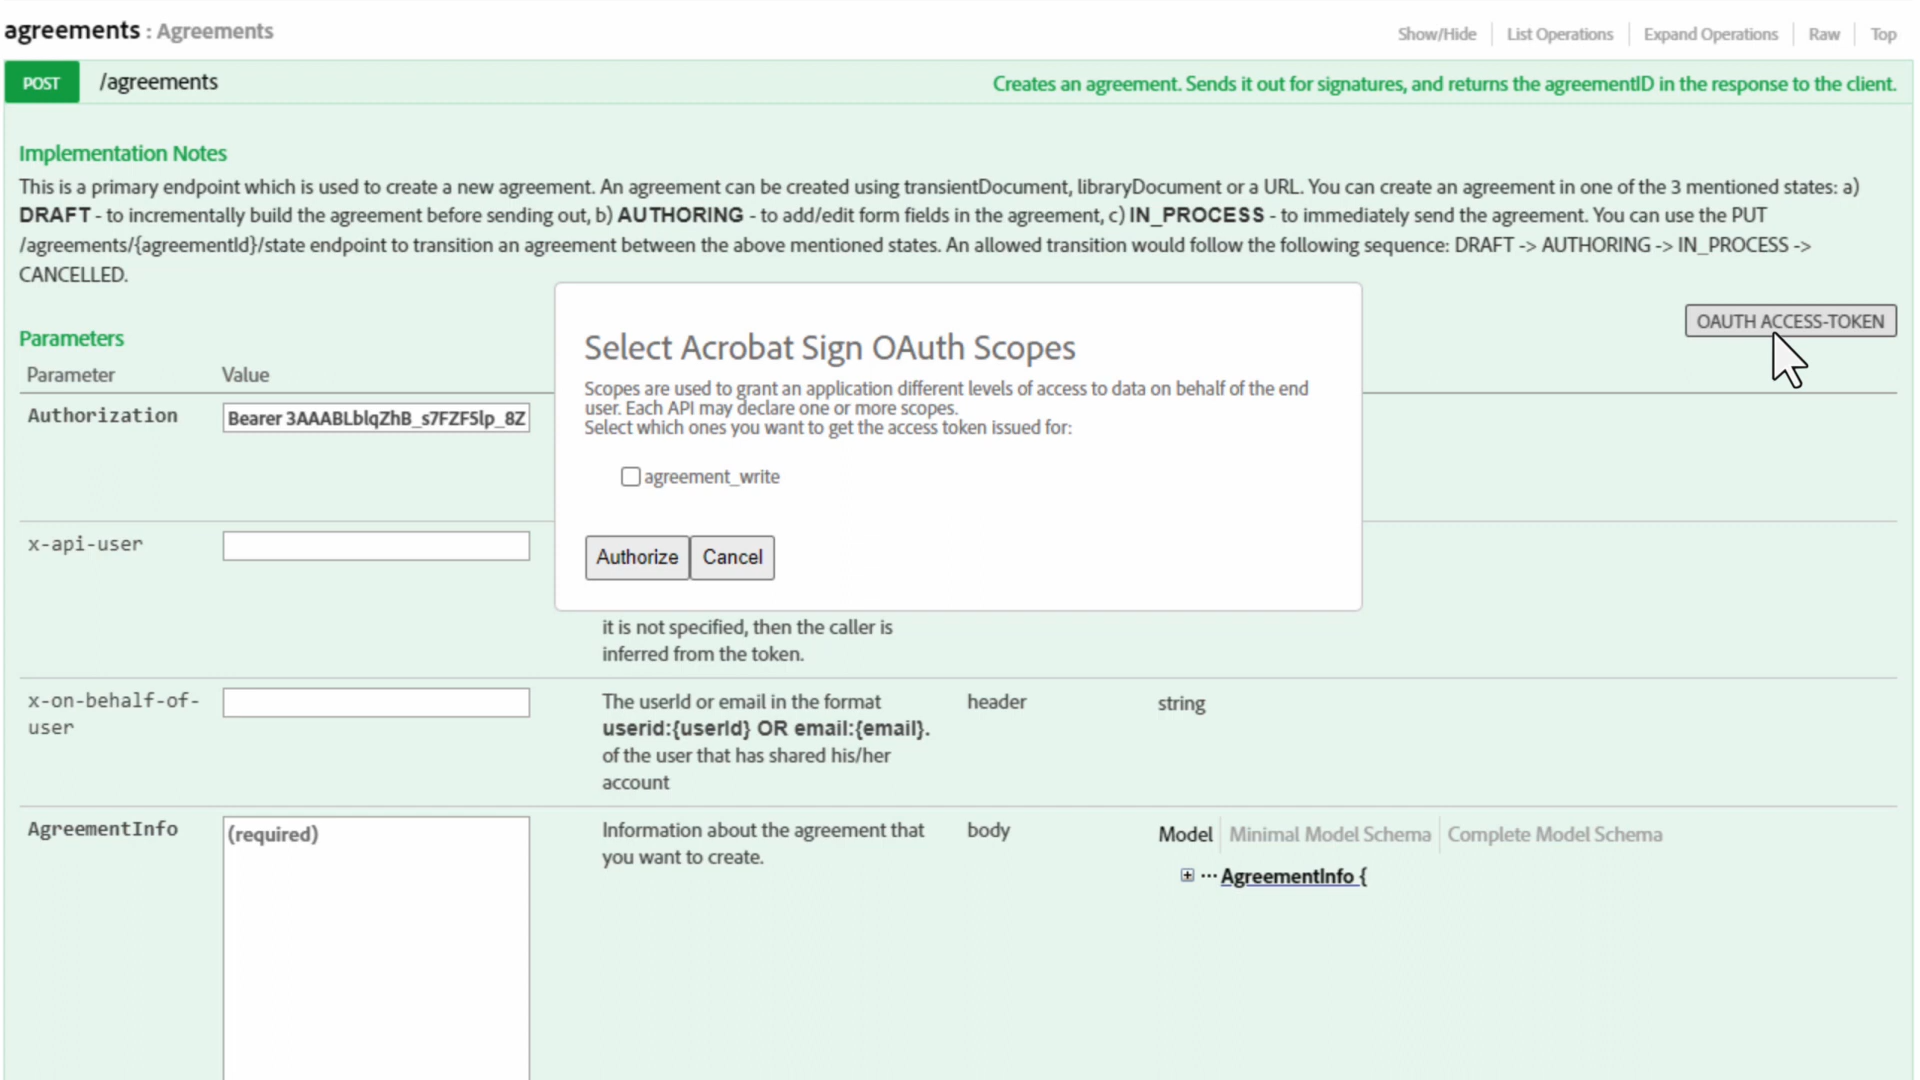 agreements : Agreements
Show/Hide
List Operations
Expand Operations
Raw
Top
POST
/agreements
Creates an agreement. Sends it out for signatures, and returns the agreementID in the response to the client.
Implementation Notes
This is a primary endpoint which is used to create a new agreement. An agreement can be created using transientDocument, libraryDocument or a URL. You can create an agreement in one of the 3 mentioned states: a)
DRAFT - to incrementally build the agreement before sending out, b) AUTHORING - to add/edit form fields in the agreement, c) IN_PROCESS - to immediately send the agreement. You can use the PUT
/agreements/{agreementId}/state endpoint to transition an agreement between the above mentioned states. An allowed transition would follow the following sequence: DRAFT -> AUTHORING -> IN_PROCESS ->
CANCELLED.
OAUTH ACCESS-TOKEN
Parameters
Parameter
Value
Authorization
Bearer 3AAABLblqZhB_s7FZF5lp_8Z
Select Acrobat Sign OAuth Scopes
Scopes are used to grant an application different levels of access to data on behalf of the end
user. Each API may declare one or more scopes.
Select which ones you want to get the access token issued for:
agreement_write
Authorize
Cancel
x-api-user
it is not specified, then the caller is
inferred from the token.
x-on-behalf-of-
user
The userId or email in the format
userid:{userId} OR email:{email}.
of the user that has shared his/her
account
header
string
AgreementInfo
(required)
Information about the agreement that
you want to create.
body
Model
Minimal Model Schema
Complete Model Schema
··· AgreementInfo {